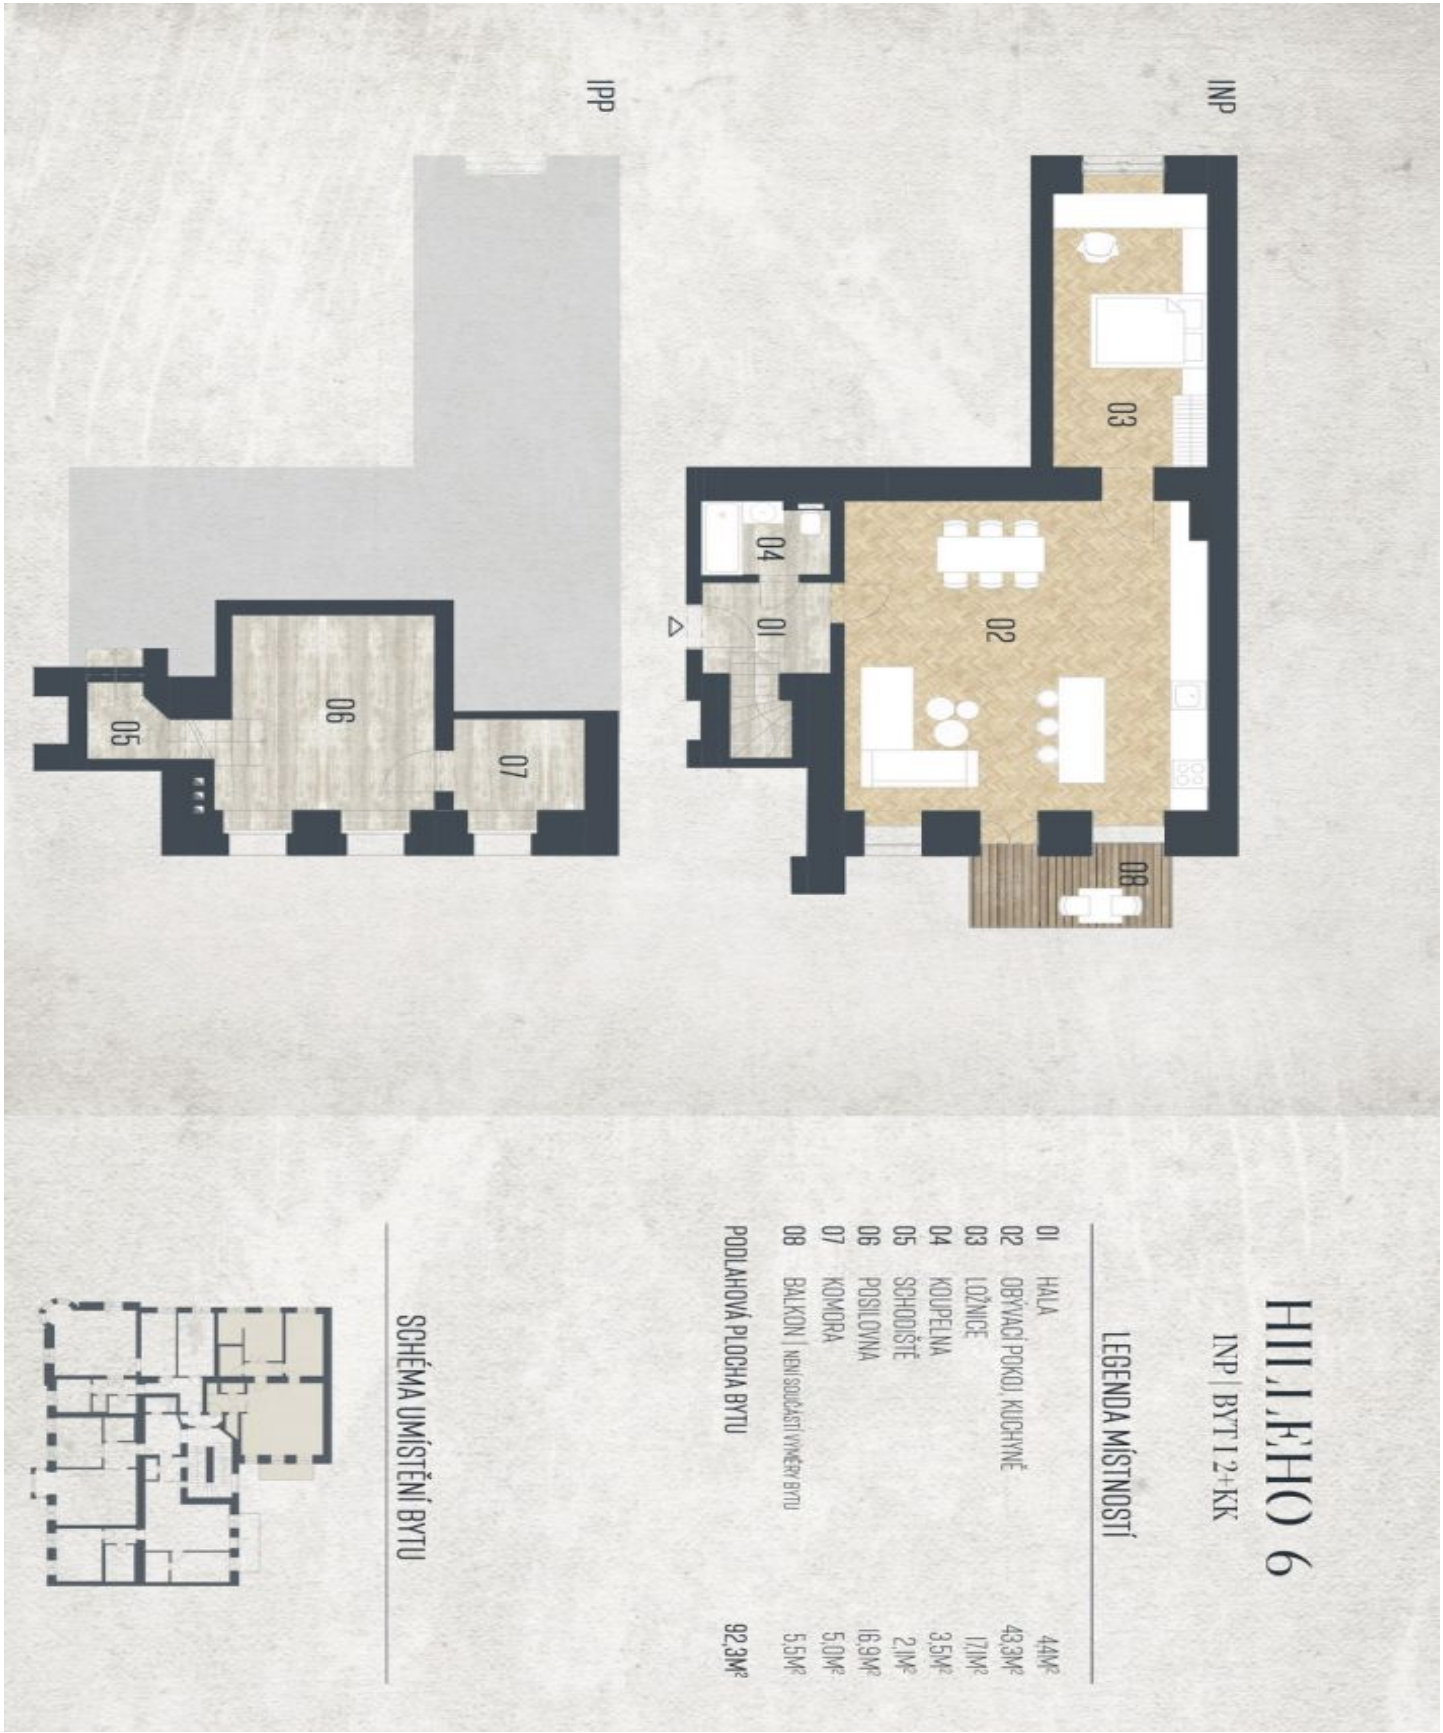 HILLEHO 6
1NP | BYT 1 2+KK
LEGENDA MÍSTNOSTÍ
01 HALA 4,4M²
02 OBÝVACÍ POKOJ, KUCHYNĚ 43,3M²
03 LOŽNICE 17,1M²
04 KOUPELNA 3,5M²
05 SCHODIŠTĚ 2,1M²
06 POSILOVNA 16,9M²
07 KOMORA 5,0M²
08 BALKON | NENÍ SOUČÁSTÍ VÝMĚRY BYTU 5,5M²
PODLAHOVÁ PLOCHA BYTU 92,3M²
SCHÉMA UMÍSTĚNÍ BYTU
1NP
03
02
08
04
01
1PP
06
07
05